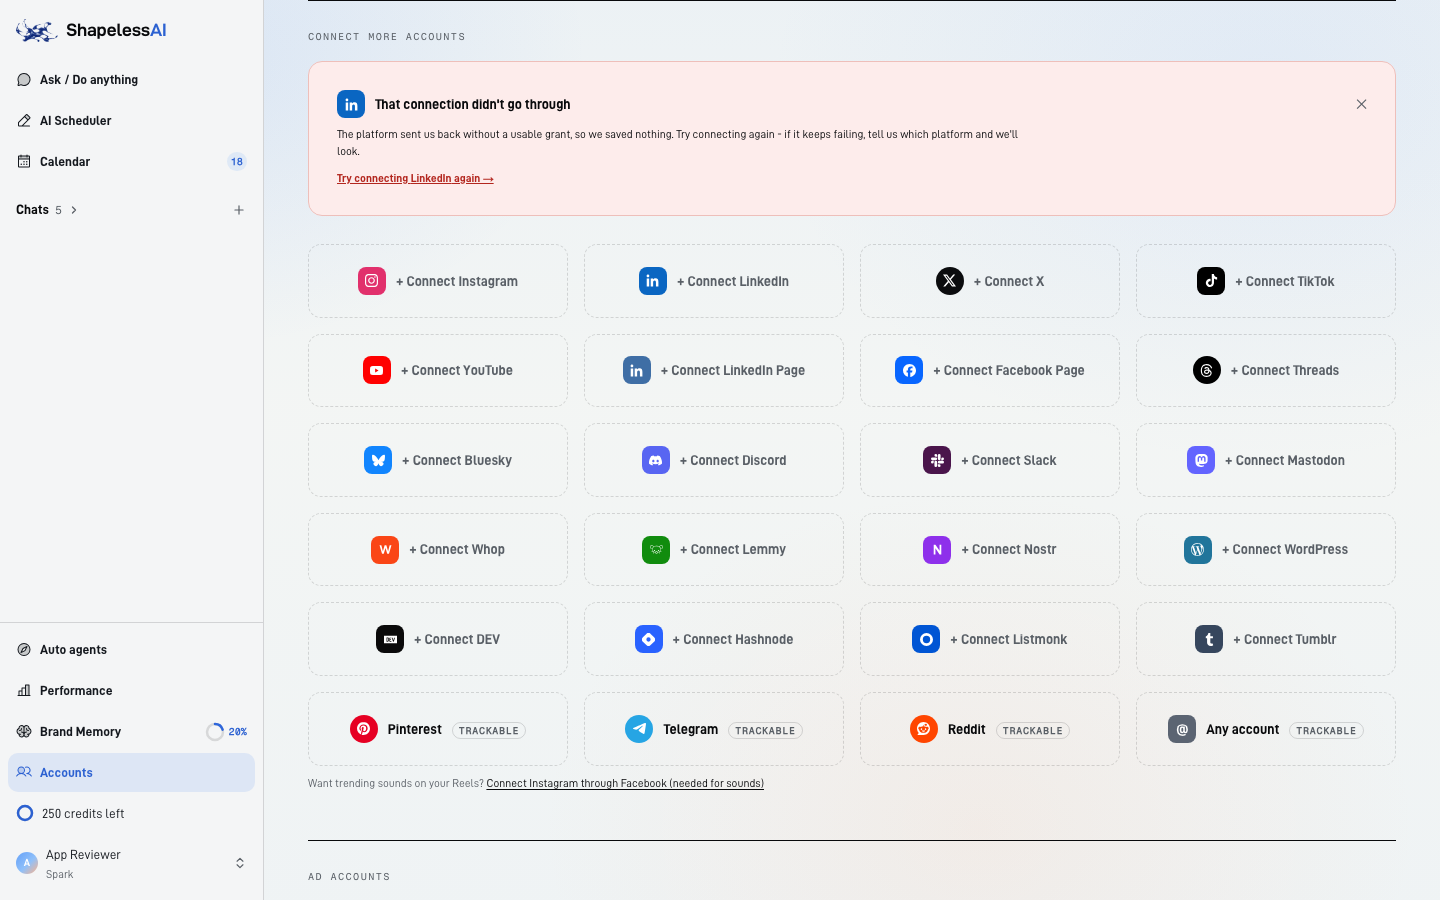 ShapelessAI
Ask / Do anything
AI Scheduler
Calendar
18
Chats 5
Auto agents
Performance
Brand Memory
20%
Accounts
250 credits left
A
App Reviewer
Spark
CONNECT MORE ACCOUNTS
That connection didn't go through
The platform sent us back without a usable grant, so we saved nothing. Try connecting again - if it keeps failing, tell us which platform and we'll
look.
Try connecting LinkedIn again →
+ Connect Instagram
+ Connect LinkedIn
+ Connect X
+ Connect TikTok
+ Connect YouTube
+ Connect LinkedIn Page
+ Connect Facebook Page
+ Connect Threads
+ Connect Bluesky
+ Connect Discord
+ Connect Slack
+ Connect Mastodon
W + Connect Whop
+ Connect Lemmy
N + Connect Nostr
+ Connect WordPress
DEV + Connect DEV
+ Connect Hashnode
+ Connect Listmonk
+ Connect Tumblr
Pinterest TRACKABLE
Telegram TRACKABLE
Reddit TRACKABLE
@ Any account TRACKABLE
Want trending sounds on your Reels? Connect Instagram through Facebook (needed for sounds)
AD ACCOUNTS